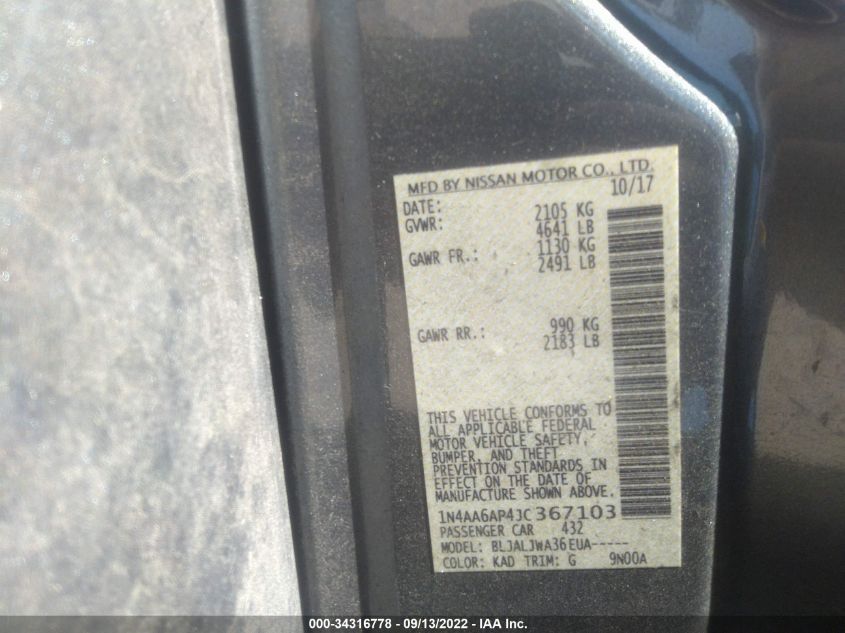 MFD BY NISSAN MOTOR CO., LTD.
DATE: 10/17
GVWR: 2105 KG
4641 LB
GAWR FR.: 1130 KG
2491 LB
GAWR RR.: 990 KG
2183 LB
THIS VEHICLE CONFORMS TO
ALL APPLICABLE FEDERAL
MOTOR VEHICLE SAFETY,
BUMPER, AND THEFT
PREVENTION STANDARDS IN
EFFECT ON THE DATE OF
MANUFACTURE SHOWN ABOVE.
1N4AA6AP4JC367103
PASSENGER CAR 432
MODEL: BLJALJWA36EUA-----
COLOR: KAD TRIM: G 9N00A
000-34316778 - 09/13/2022 - IAA Inc.